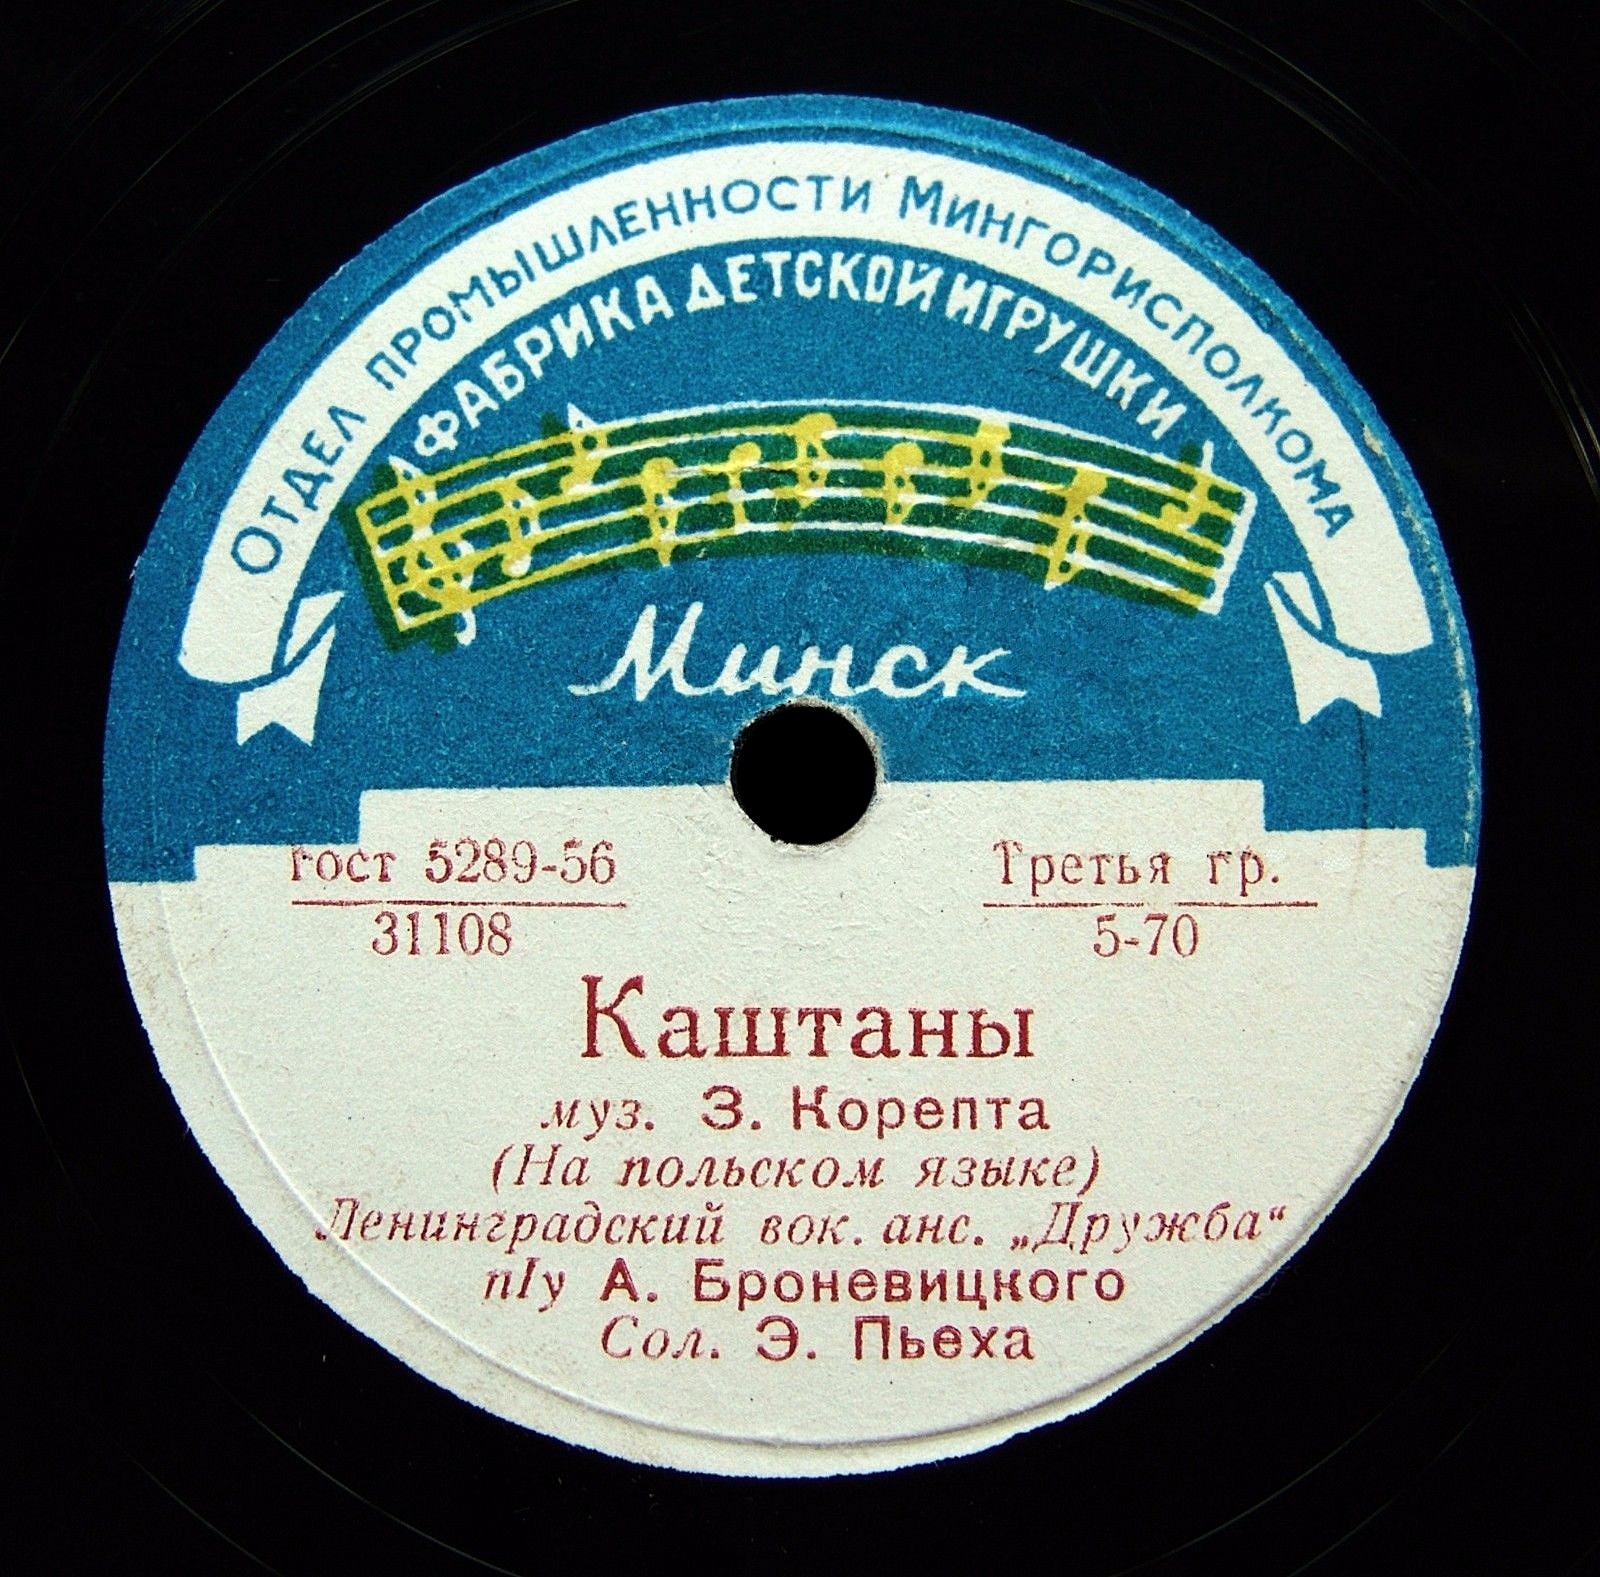 Отдел промышленности Мингорисполкома
ФАБРИКА ДЕТСКОЙ ИГРУШКИ
Минск
гост 5289-56
31108
Третья гр.
5-70
Каштаны
муз. З. Корепта
(На польском языке)
Ленинградский вок. анс. „Дружба“
п/у А. Броневицкого
Сол. Э. Пьеха